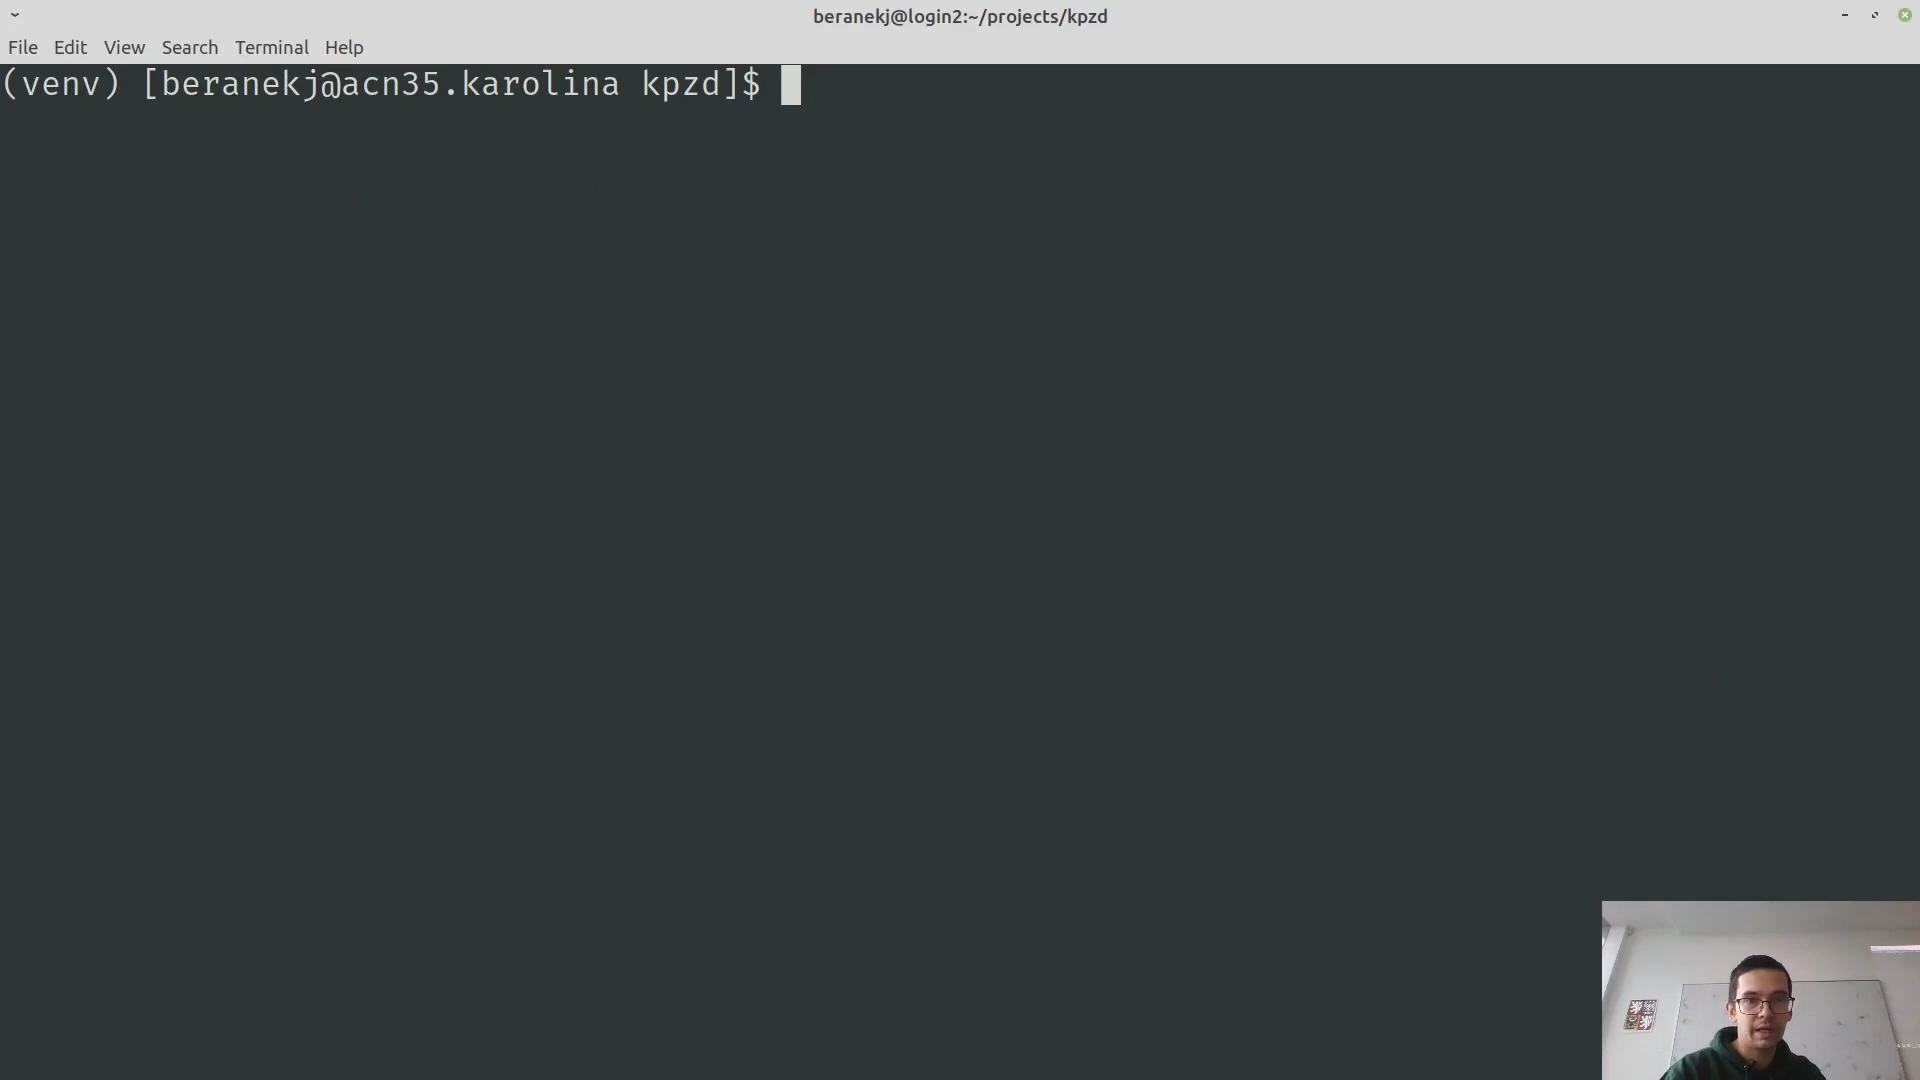 beranekj@login2:~/projects/kpzd
File Edit View Search Terminal Help
(venv) [beranekj@acn35.karolina kpzd]$